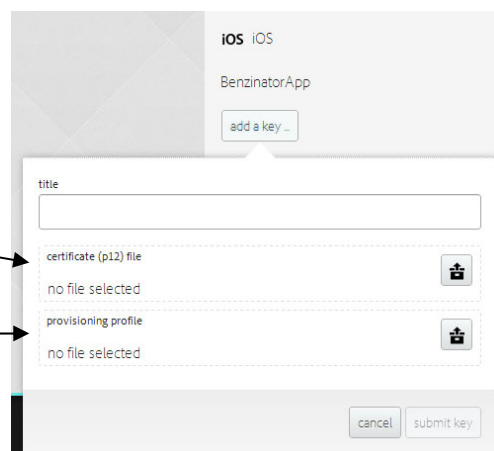 iOS iOS
BenzinatorApp
add a key ...
title
certificate (p12) file
no file selected
provisioning profile
no file selected
cancel submit key